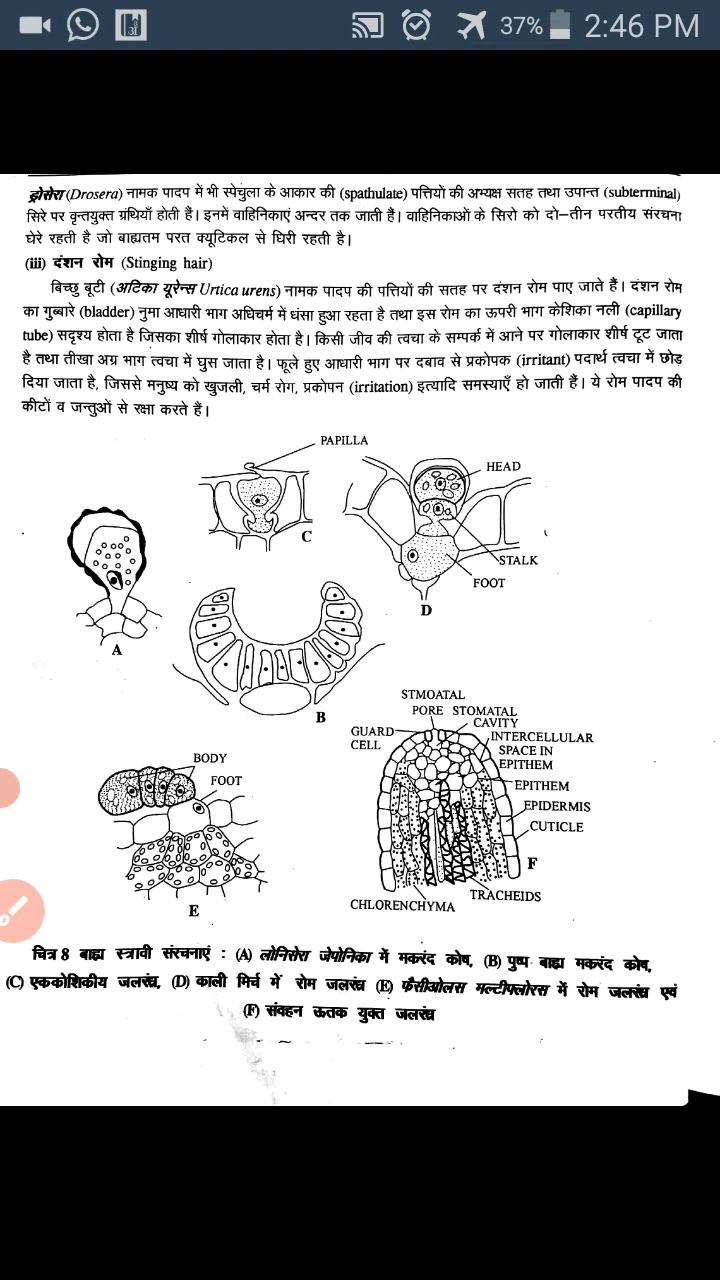 37% 2:46 PM
ड्रोसेरा (Drosera) नामक पादप में भी स्पेचुला के आकार की (spathulate) पत्तियों की अभ्यक्ष सतह तथा उपान्त (subterminal)
सिरे पर वृन्तयुक्त ग्रंथियाँ होती हैं। इनमें वाहिनिकाएं अन्दर तक जाती हैं। वाहिनिकाओं के सिरो को दो–तीन परतीय संरचना
घेरे रहती है जो बाह्यतम परत क्यूटिकल से घिरी रहती है।
(iii) दंशन रोम (Stinging hair)
बिच्छू बूटी (अटिका यूरेन्स Urtica urens) नामक पादप की पत्तियों की सतह पर दंशन रोम पाए जाते हैं। दंशन रोम
का गुब्बारे (bladder) नुमा आधारी भाग अधिचर्म में धंसा हुआ रहता है तथा इस रोम का ऊपरी भाग केशिका नली (capillary
tube) सदृश्य होता है जिसका शीर्ष गोलाकार होता है। किसी जीव की त्वचा के सम्पर्क में आने पर गोलाकार शीर्ष टूट जाता
है तथा तीखा अग्र भाग त्वचा में घुस जाता है। फूले हुए आधारी भाग पर दबाव से प्रकोपक (irritant) पदार्थ त्वचा में छोड़
दिया जाता है, जिससे मनुष्य को खुजली, चर्म रोग, प्रकोपन (irritation) इत्यादि समस्याएँ हो जाती हैं। ये रोम पादप की
कीटों व जन्तुओं से रक्षा करते हैं।
PAPILLA
HEAD
C
STALK
FOOT
D
A
B
STMOATAL
PORE STOMATAL
CAVITY
GUARD
CELL
INTERCELLULAR
SPACE IN
EPITHEM
EPITHEM
EPIDERMIS
CUTICLE
F
TRACHEIDS
CHLORENCHYMA
BODY
FOOT
E
चित्र 8 बाह्य स्त्रावी संरचनाएं : (A) लोनिसेरा जेपोनिका में मकरंद कोष, (B) पुष्प बाह्य मकरंद कोष,
(C) एककोशिकीय जलरंध्र, (D) काली मिर्च में रोम जलरंध्र (E) फैसीओलस मल्टीफ्लोरस में रोम जलरंध्र एवं
(F) संवहन ऊतक युक्त जलरंध्र